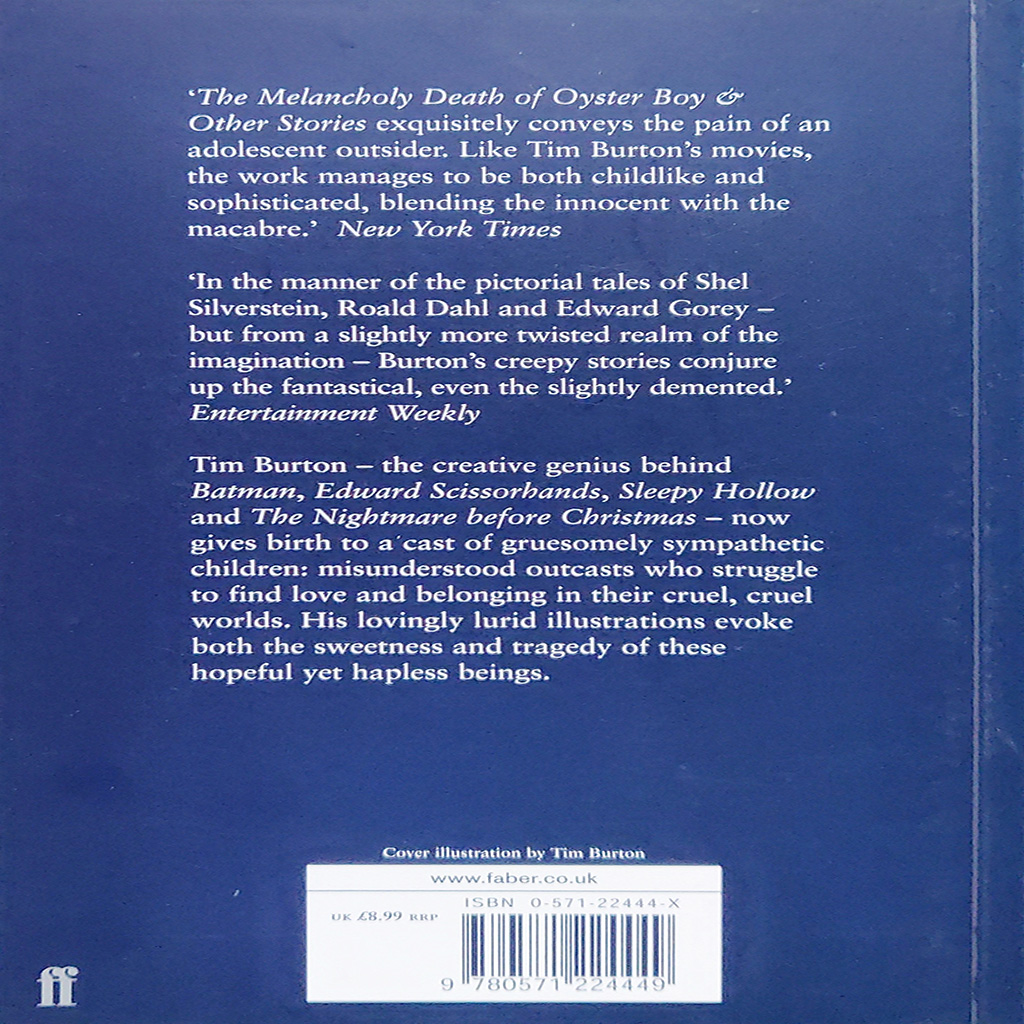 ‘The Melancholy Death of Oyster Boy &
Other Stories exquisitely conveys the pain of an
adolescent outsider. Like Tim Burton’s movies,
the work manages to be both childlike and
sophisticated, blending the innocent with the
macabre.’ New York Times
‘In the manner of the pictorial tales of Shel
Silverstein, Roald Dahl and Edward Gorey –
but from a slightly more twisted realm of the
imagination – Burton’s creepy stories conjure
up the fantastical, even the slightly demented.’
Entertainment Weekly
Tim Burton – the creative genius behind
Batman, Edward Scissorhands, Sleepy Hollow
and The Nightmare before Christmas – now
gives birth to a cast of gruesomely sympathetic
children: misunderstood outcasts who struggle
to find love and belonging in their cruel, cruel
worlds. His lovingly lurid illustrations evoke
both the sweetness and tragedy of these
hopeful yet hapless beings.
Cover illustration by Tim Burton
www.faber.co.uk
ISBN 0-571-22444-X
UK £8.99 RRP
9 780571 224449
ff